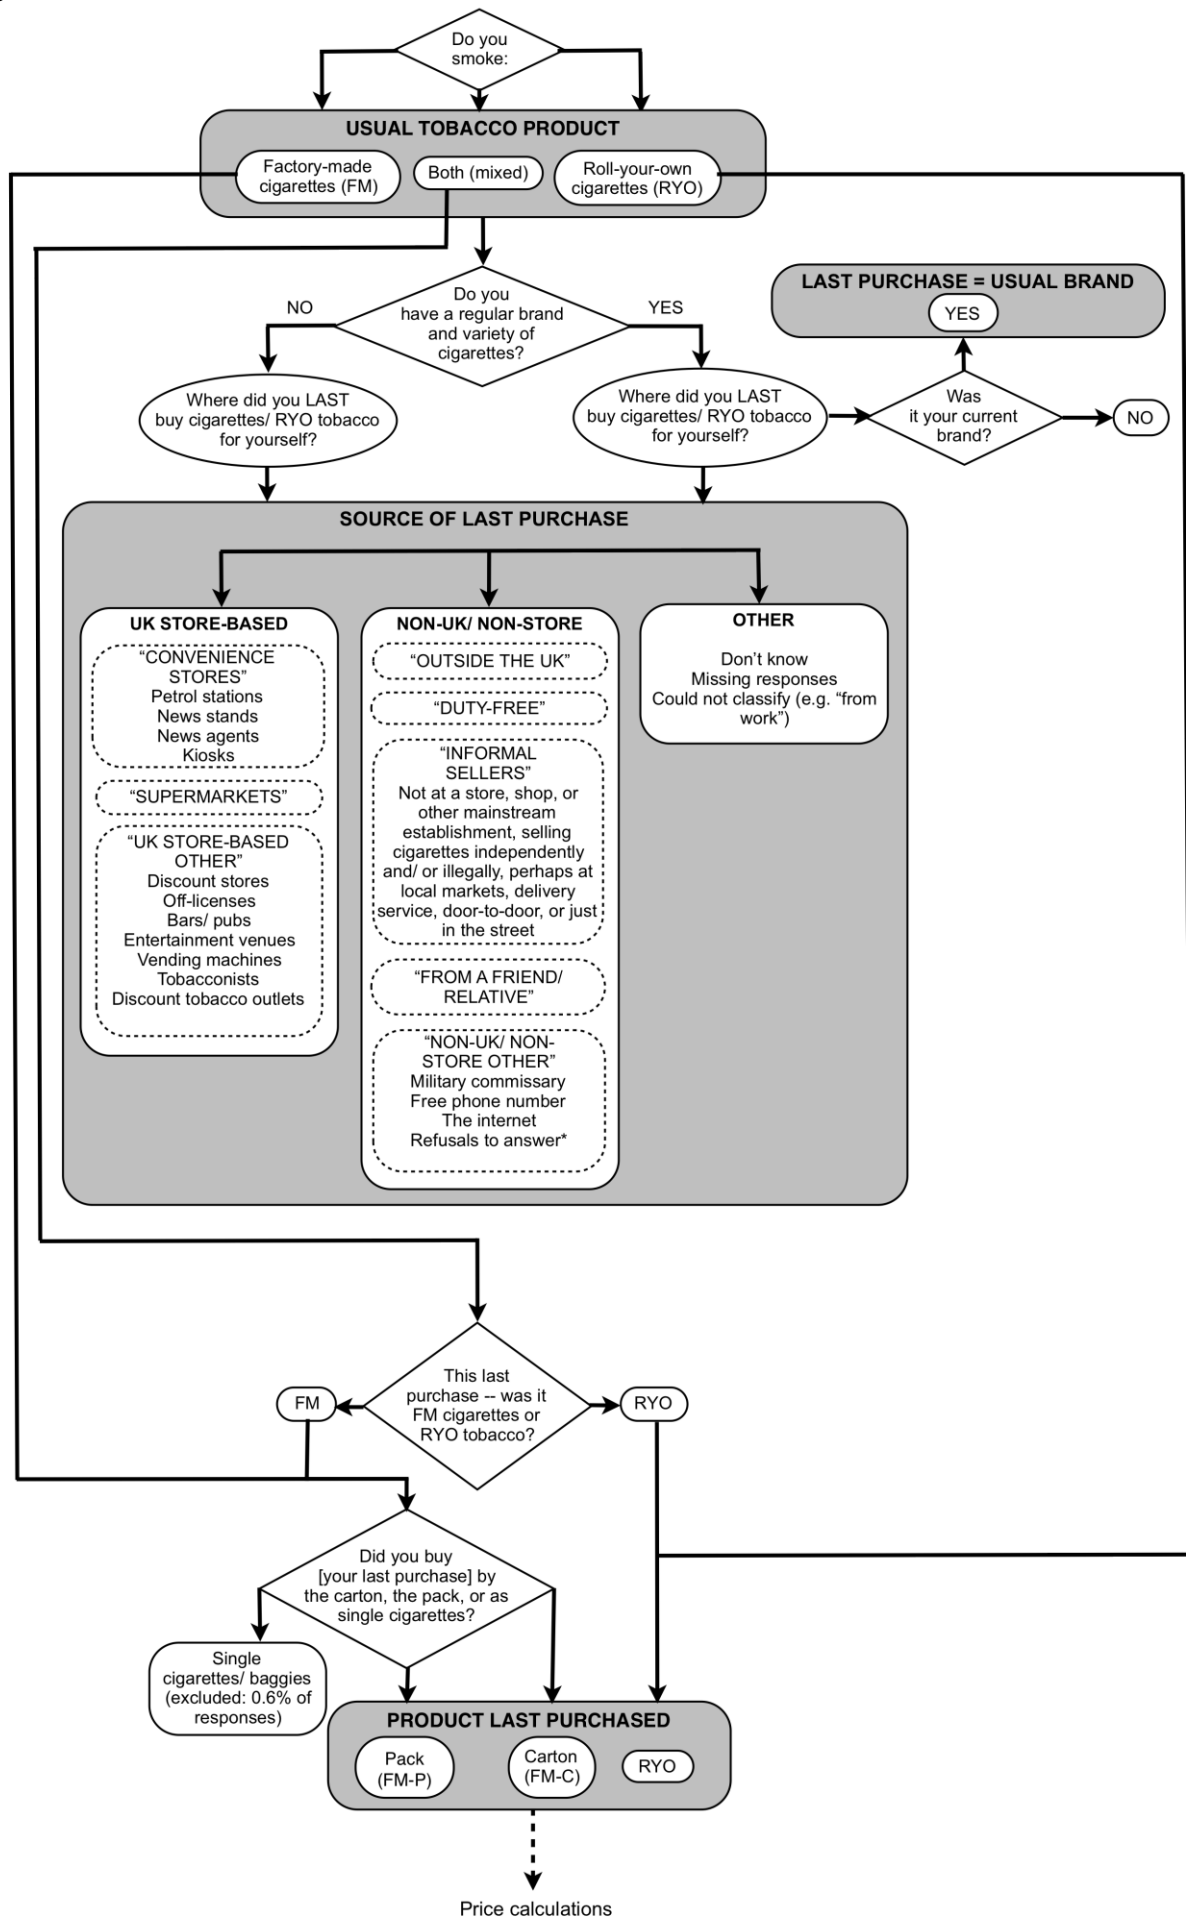 Do you
smoke:
USUAL TOBACCO PRODUCT
Factory-made
cigarettes (FM)
Both (mixed)
Roll-your-own
cigarettes (RYO)
LAST PURCHASE = USUAL BRAND
YES
NO
Do you
have a regular brand
and variety of
cigarettes?
YES
Where did you LAST
buy cigarettes/ RYO tobacco
for yourself?
Where did you LAST
buy cigarettes/ RYO tobacco
for yourself?
Was
it your current
brand?
NO
SOURCE OF LAST PURCHASE
UK STORE-BASED
“CONVENIENCE
STORES”
Petrol stations
News stands
News agents
Kiosks
“SUPERMARKETS”
“UK STORE-BASED
OTHER”
Discount stores
Off-licenses
Bars/ pubs
Entertainment venues
Vending machines
Tobacconists
Discount tobacco outlets
NON-UK/ NON-STORE
“OUTSIDE THE UK”
“DUTY-FREE”
“INFORMAL
SELLERS”
Not at a store, shop, or
other mainstream
establishment, selling
cigarettes independently
and/ or illegally, perhaps at
local markets, delivery
service, door-to-door, or just
in the street
“FROM A FRIEND/
RELATIVE”
“NON-UK/ NON-
STORE OTHER”
Military commissary
Free phone number
The internet
Refusals to answer*
OTHER
Don’t know
Missing responses
Could not classify (e.g. “from
work”)
FM
This last
purchase -- was it
FM cigarettes or
RYO tobacco?
RYO
Did you buy
[your last purchase] by
the carton, the pack, or as
single cigarettes?
Single
cigarettes/ baggies
(excluded: 0.6% of
responses)
PRODUCT LAST PURCHASED
Pack
(FM-P)
Carton
(FM-C)
RYO
Price calculations